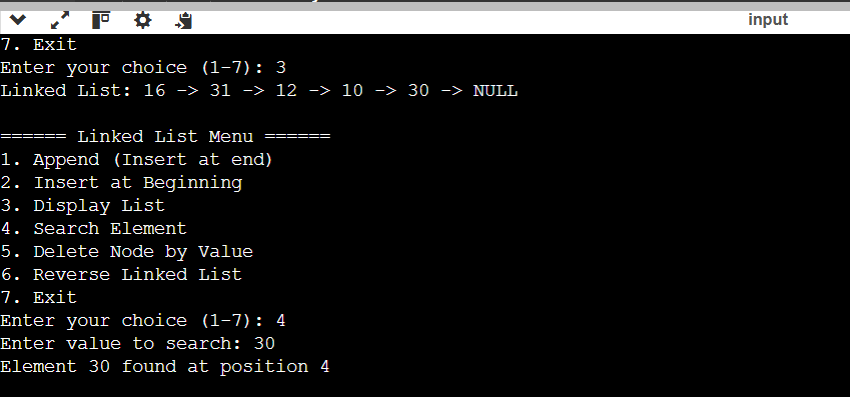 input
7. Exit
Enter your choice (1-7): 3
Linked List: 16 -> 31 -> 12 -> 10 -> 30 -> NULL
====== Linked List Menu ======
1. Append (Insert at end)
2. Insert at Beginning
3. Display List
4. Search Element
5. Delete Node by Value
6. Reverse Linked List
7. Exit
Enter your choice (1-7): 4
Enter value to search: 30
Element 30 found at position 4